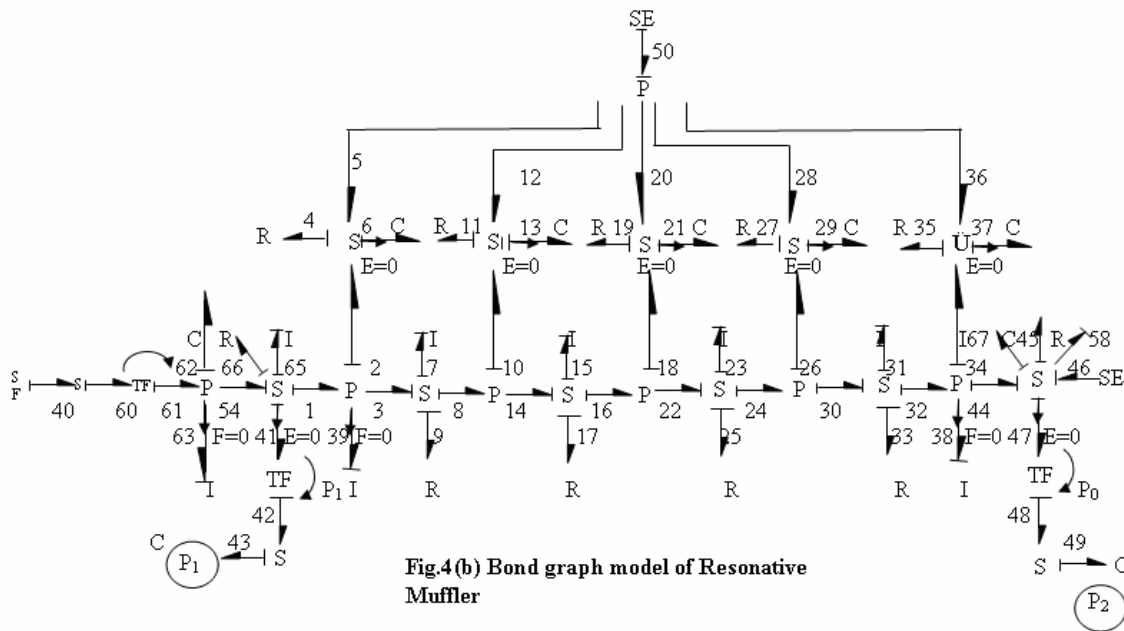 SE
50
P
5 12 20 28 36
R 4 6 C R 11 13 C R 19 21 C R 27 29 C R 35 37 C
S S S S Ü
E=0 E=0 E=0 E=0 E=0
C R I I I I I I67 C45 R 58
62 66 65 2 7 10 15 18 23 26 31 34 46
S F S TF P S P S P S P S P S P S SE
40 60 61 54 1 3 8 14 16 22 24 30 32 44
63 F=0 41 E=0 39 F=0 9 17 25 33 38 F=0 47 E=0
I TF P1 I R R R R I TF P0
42 48
C 43 S S 49 C
P1
P2
Fig.4(b) Bond graph model of Resonative
Muffler